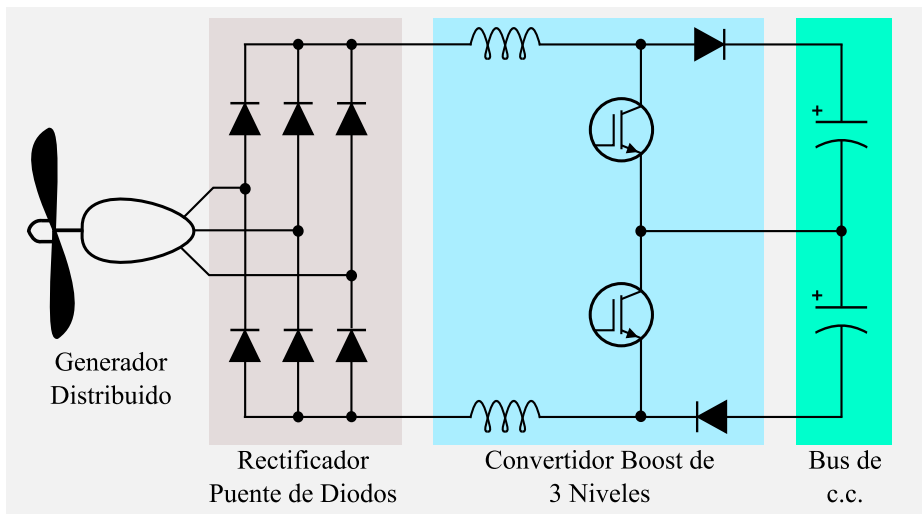 +
+
Generador
Distribuido
Rectificador
Puente de Diodos
Convertidor Boost de
3 Niveles
Bus de
c.c.